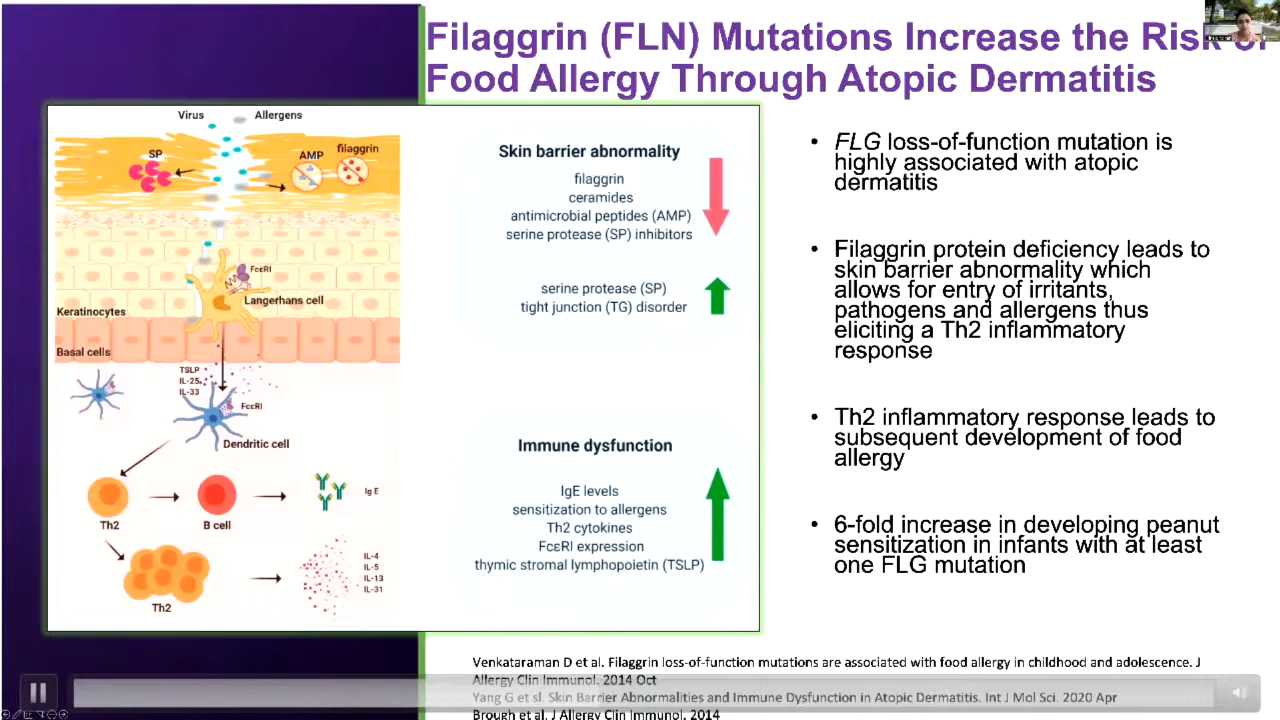 Filaggrin (FLN) Mutations Increase the Risk of
Food Allergy Through Atopic Dermatitis
Virus
Allergens
SP
AMP
filaggrin
FcεRI
Langerhans cell
Keratinocytes
Basal cells
TSLP
IL-25
IL-33
FcεRI
Dendritic cell
Th2
B cell
Ig E
Th2
IL-4
IL-5
IL-13
IL-31
Skin barrier abnormality
filaggrin
ceramides
antimicrobial peptides (AMP)
serine protease (SP) inhibitors
serine protease (SP)
tight junction (TG) disorder
Immune dysfunction
IgE levels
sensitization to allergens
Th2 cytokines
FcεRI expression
thymic stromal lymphopoietin (TSLP)
• FLG loss-of-function mutation is
highly associated with atopic
dermatitis
• Filaggrin protein deficiency leads to
skin barrier abnormality which
allows for entry of irritants,
pathogens and allergens thus
eliciting a Th2 inflammatory
response
• Th2 inflammatory response leads to
subsequent development of food
allergy
• 6-fold increase in developing peanut
sensitization in infants with at least
one FLG mutation
Venkataraman D et al. Filaggrin loss-of-function mutations are associated with food allergy in childhood and adolescence. J
Allergy Clin Immunol. 2014 Oct
Yang G et sl. Skin Barrier Abnormalities and Immune Dysfunction in Atopic Dermatitis. Int J Mol Sci. 2020 Apr
Brough et al. J Allergy Clin Immunol. 2014